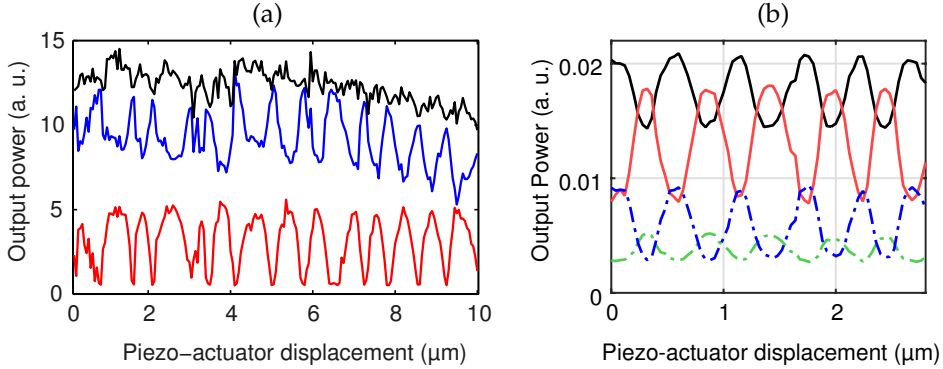 (a)
(b)
Output power (a. u.)
15
10
5
0
0 2 4 6 8 10
Piezo−actuator displacement (μm)
Output Power (a. u.)
0.02
0.01
0
0 1 2
Piezo-actuator displacement (μm)